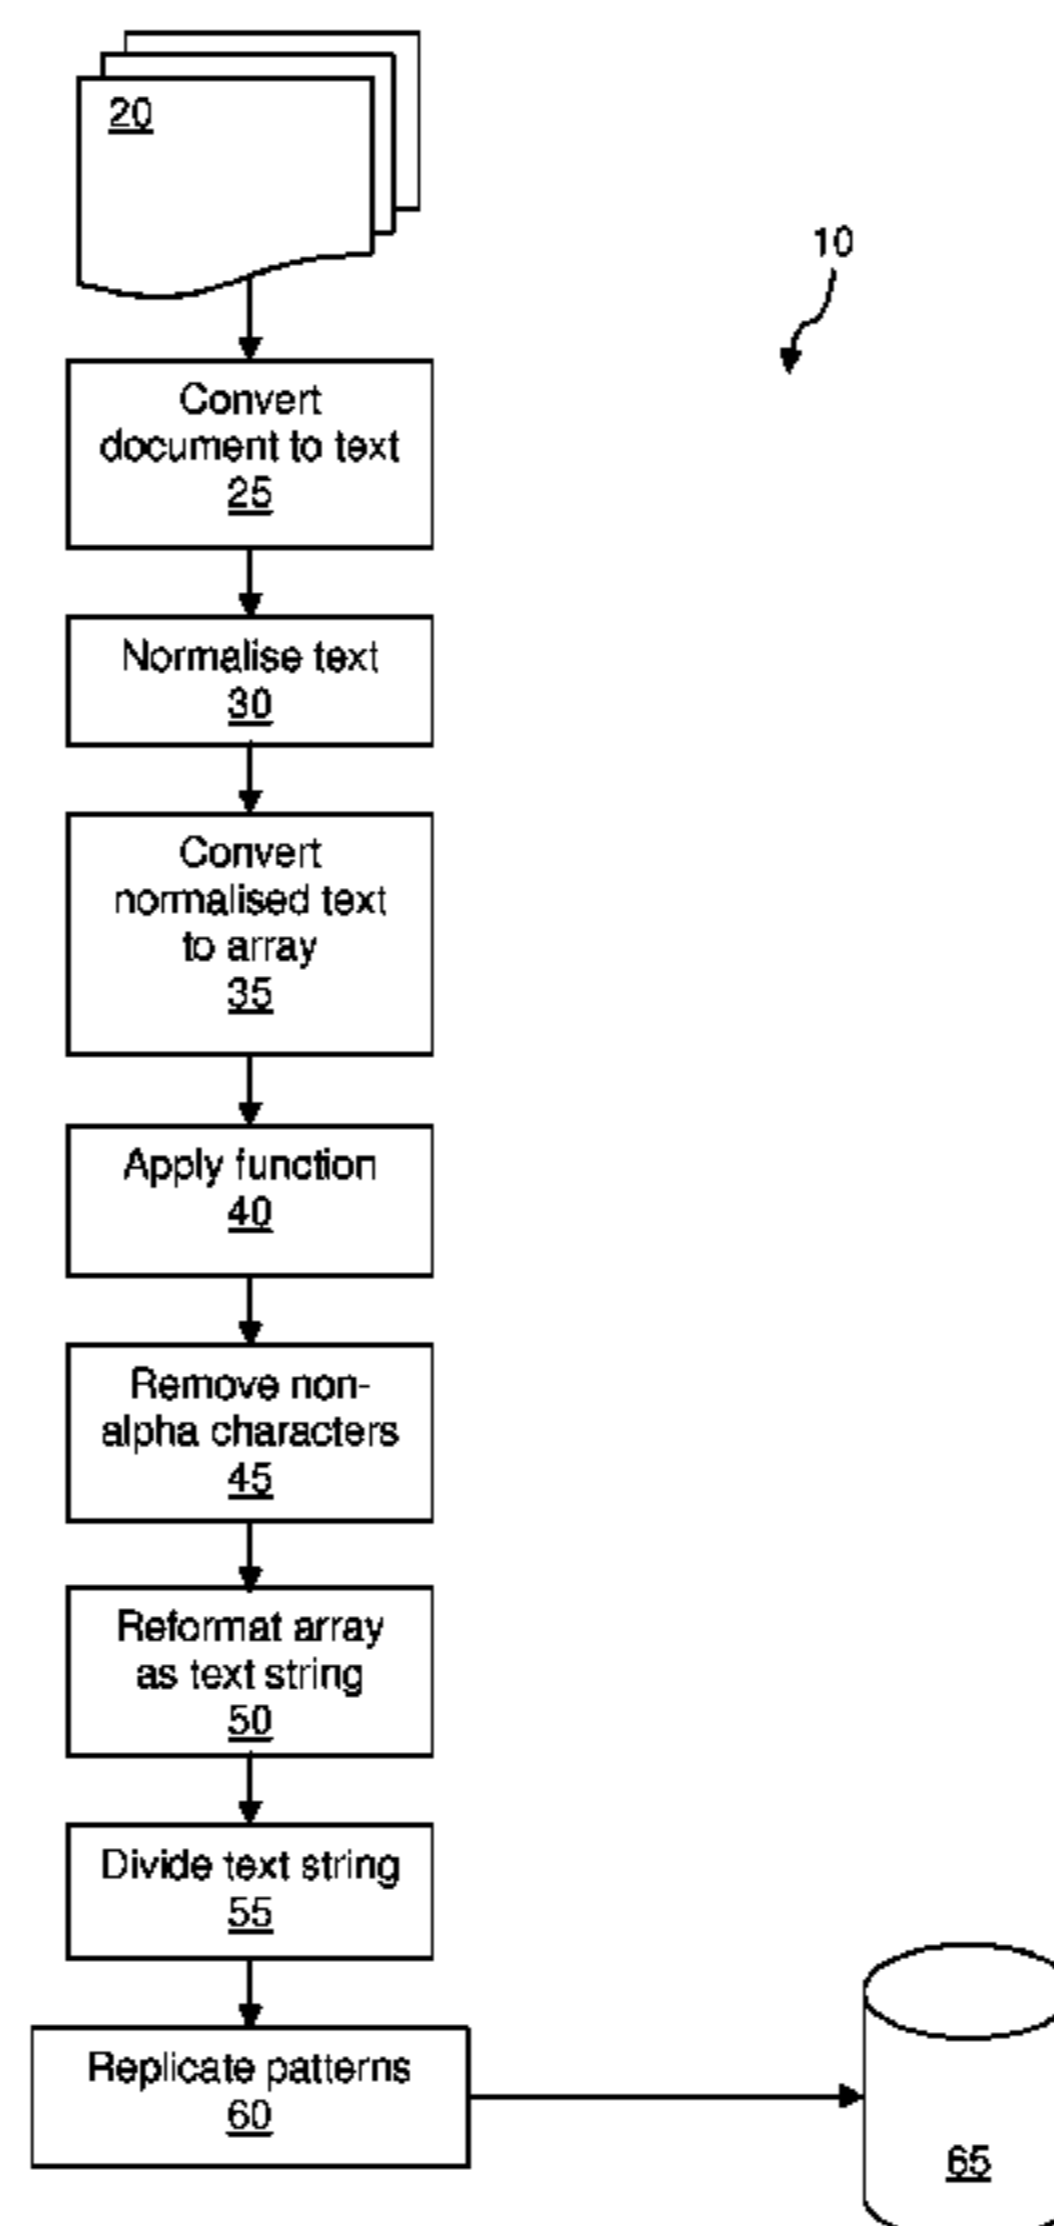 20
10
Convert
document to text
25
Normalise text
30
Convert
normalised text
to array
35
Apply function
40
Remove non-
alpha characters
45
Reformat array
as text string
50
Divide text string
55
Replicate patterns
60
65